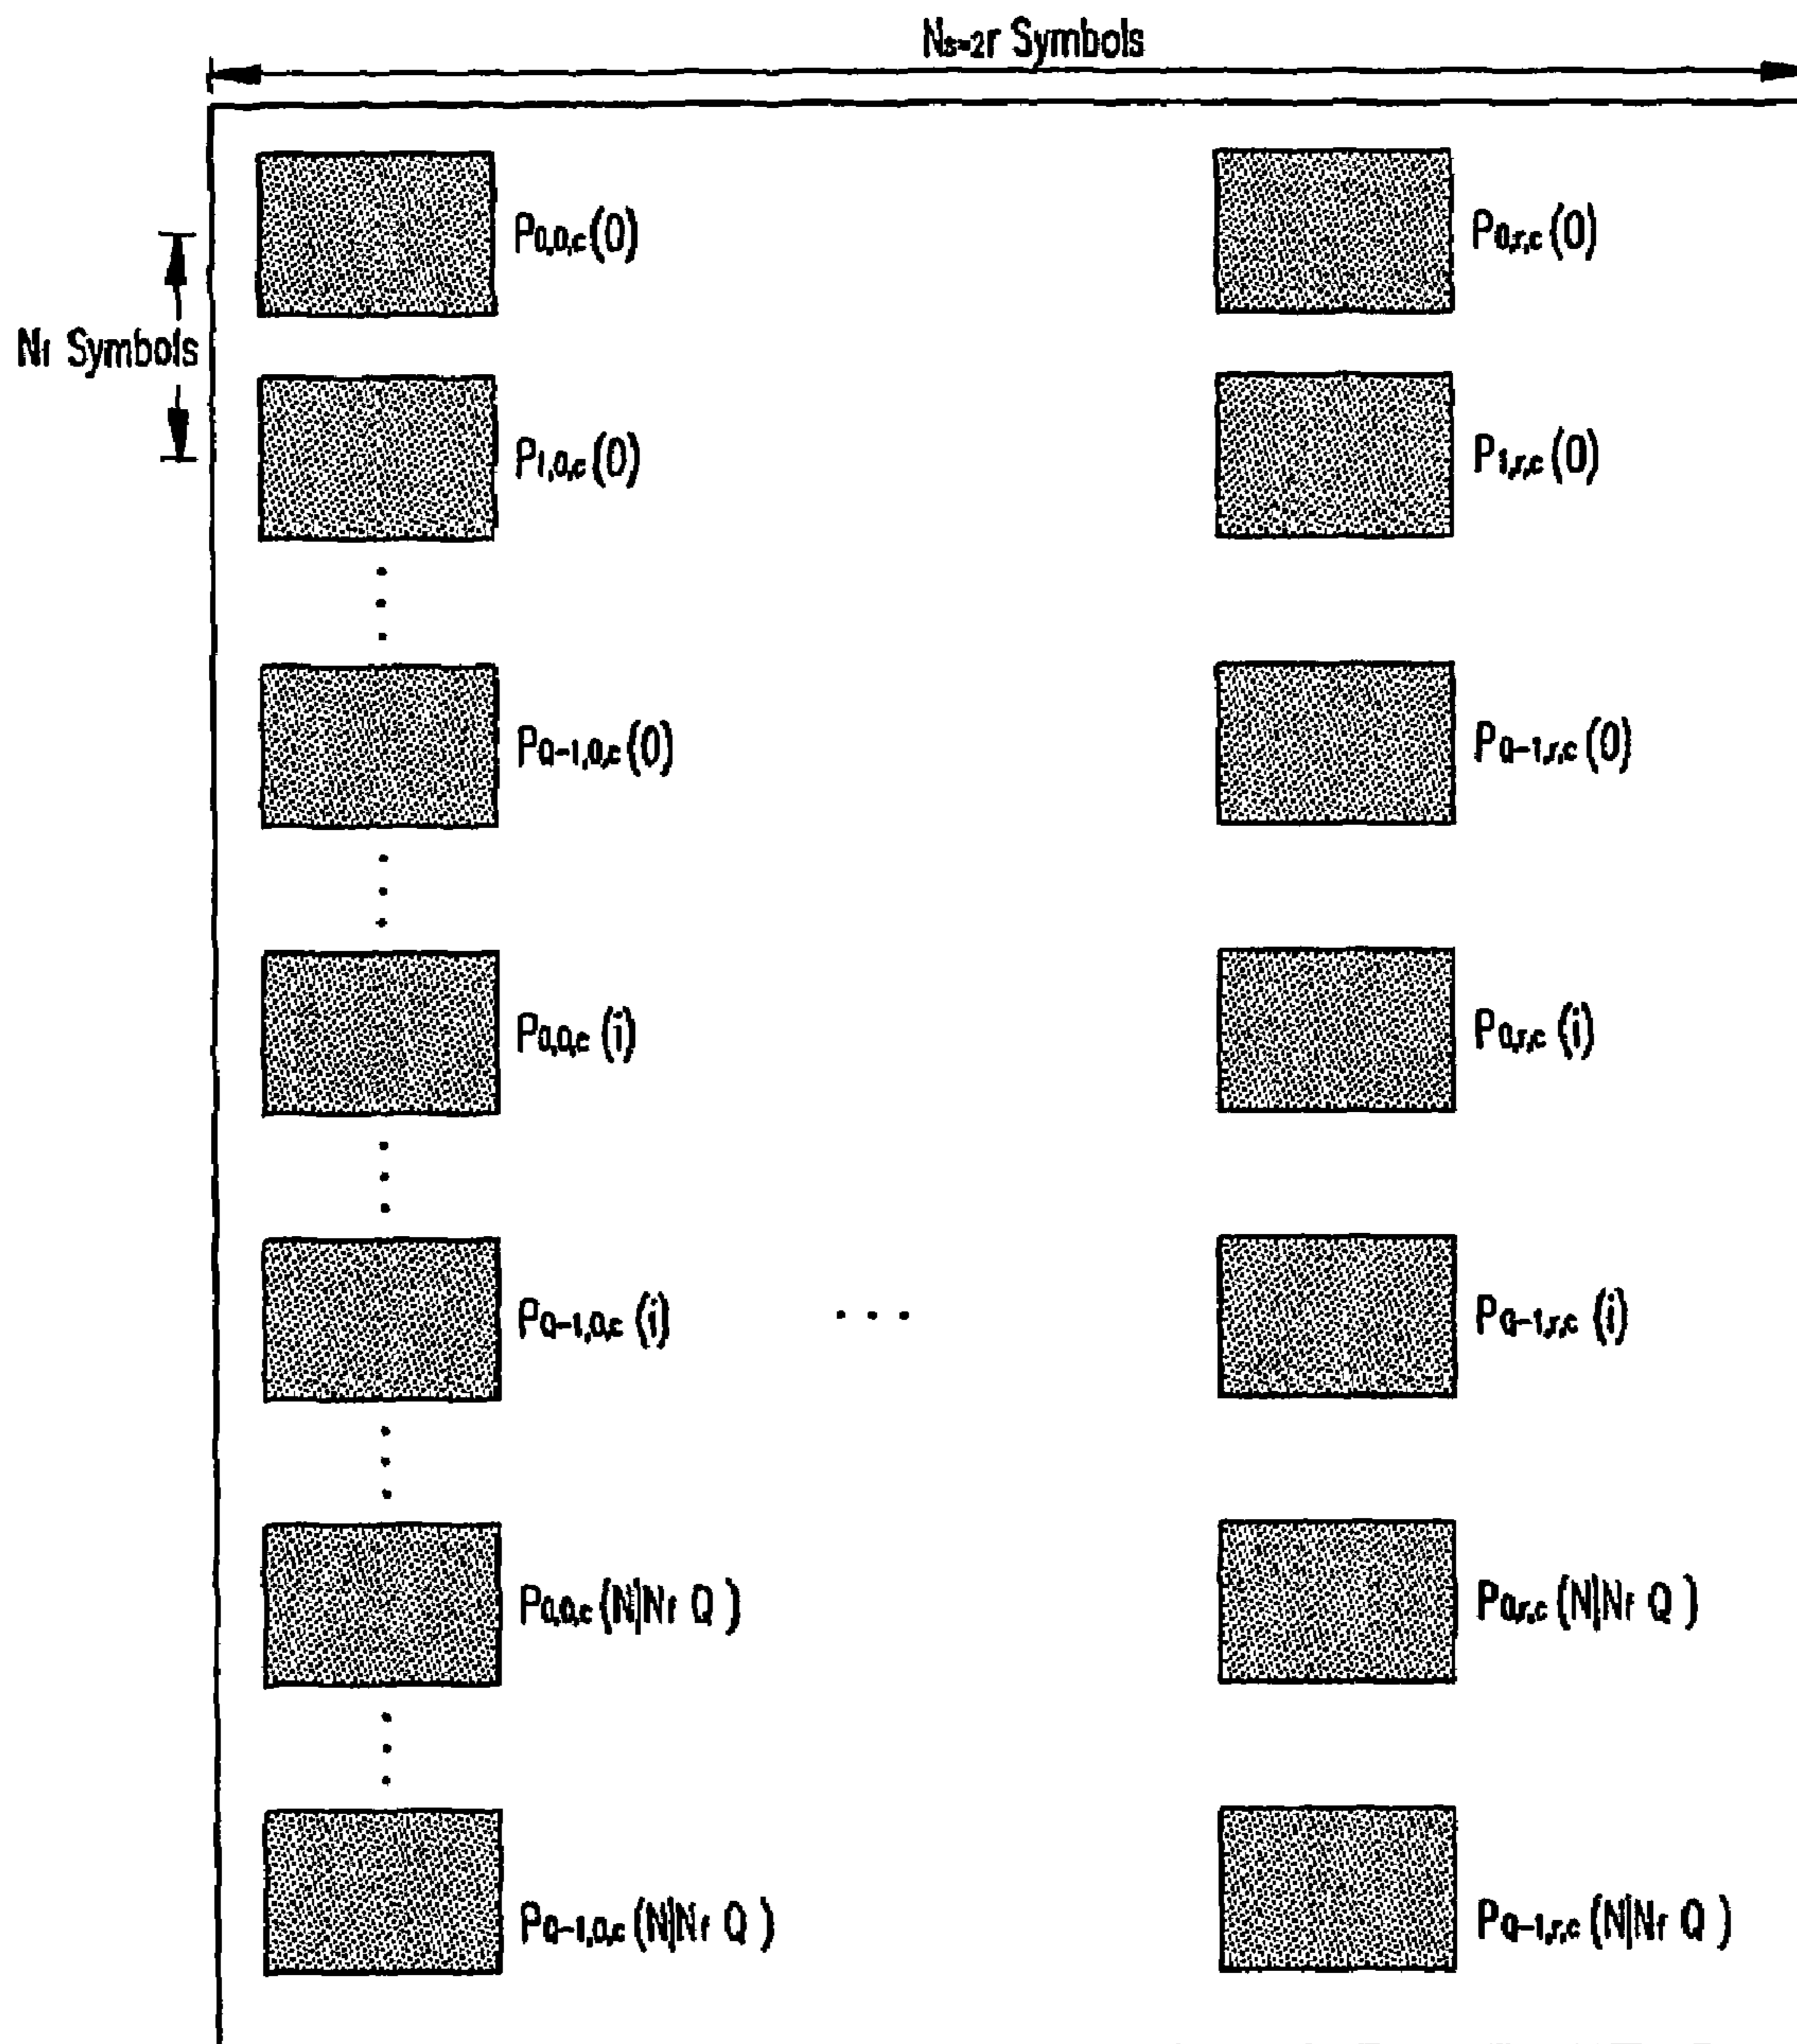 Ns=2r Symbols
P0,0,c(0) P0,r,c(0)
Nf Symbols
P1,0,c(0) P1,r,c(0)
PQ-1,0,c(0) PQ-1,r,c(0)
P0,0,c(i) P0,r,c(i)
PQ-1,0,c(i) ... PQ-1,r,c(i)
P0,0,c(N|Nf Q ) P0,r,c(N|Nf Q )
PQ-1,0,c(N|Nf Q ) PQ-1,r,c(N|Nf Q )